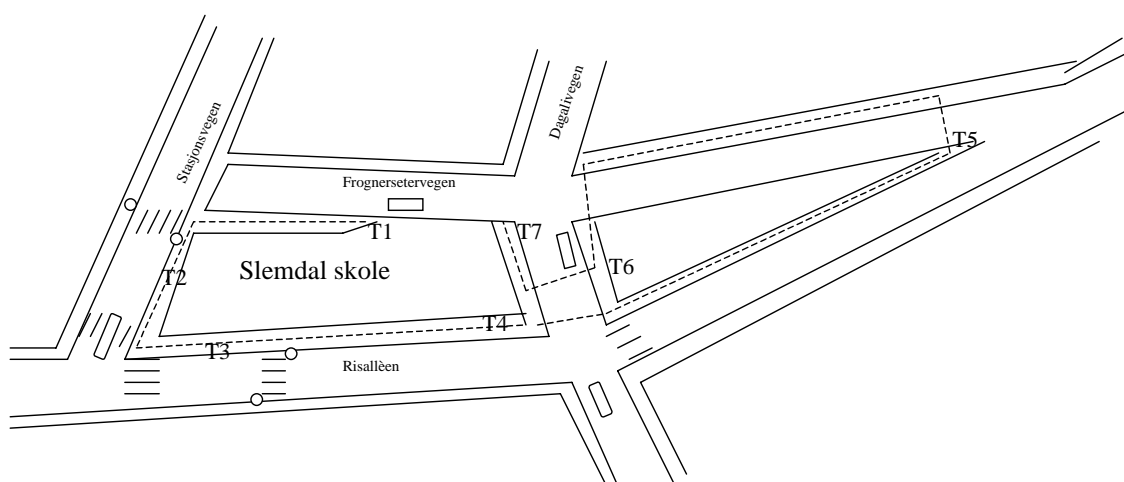 Stasjonsvegen
Dagalivegen
Frognersetervegen
T5
T1
T7
T2
Slemdal skole
T6
T4
T3
Risallèen